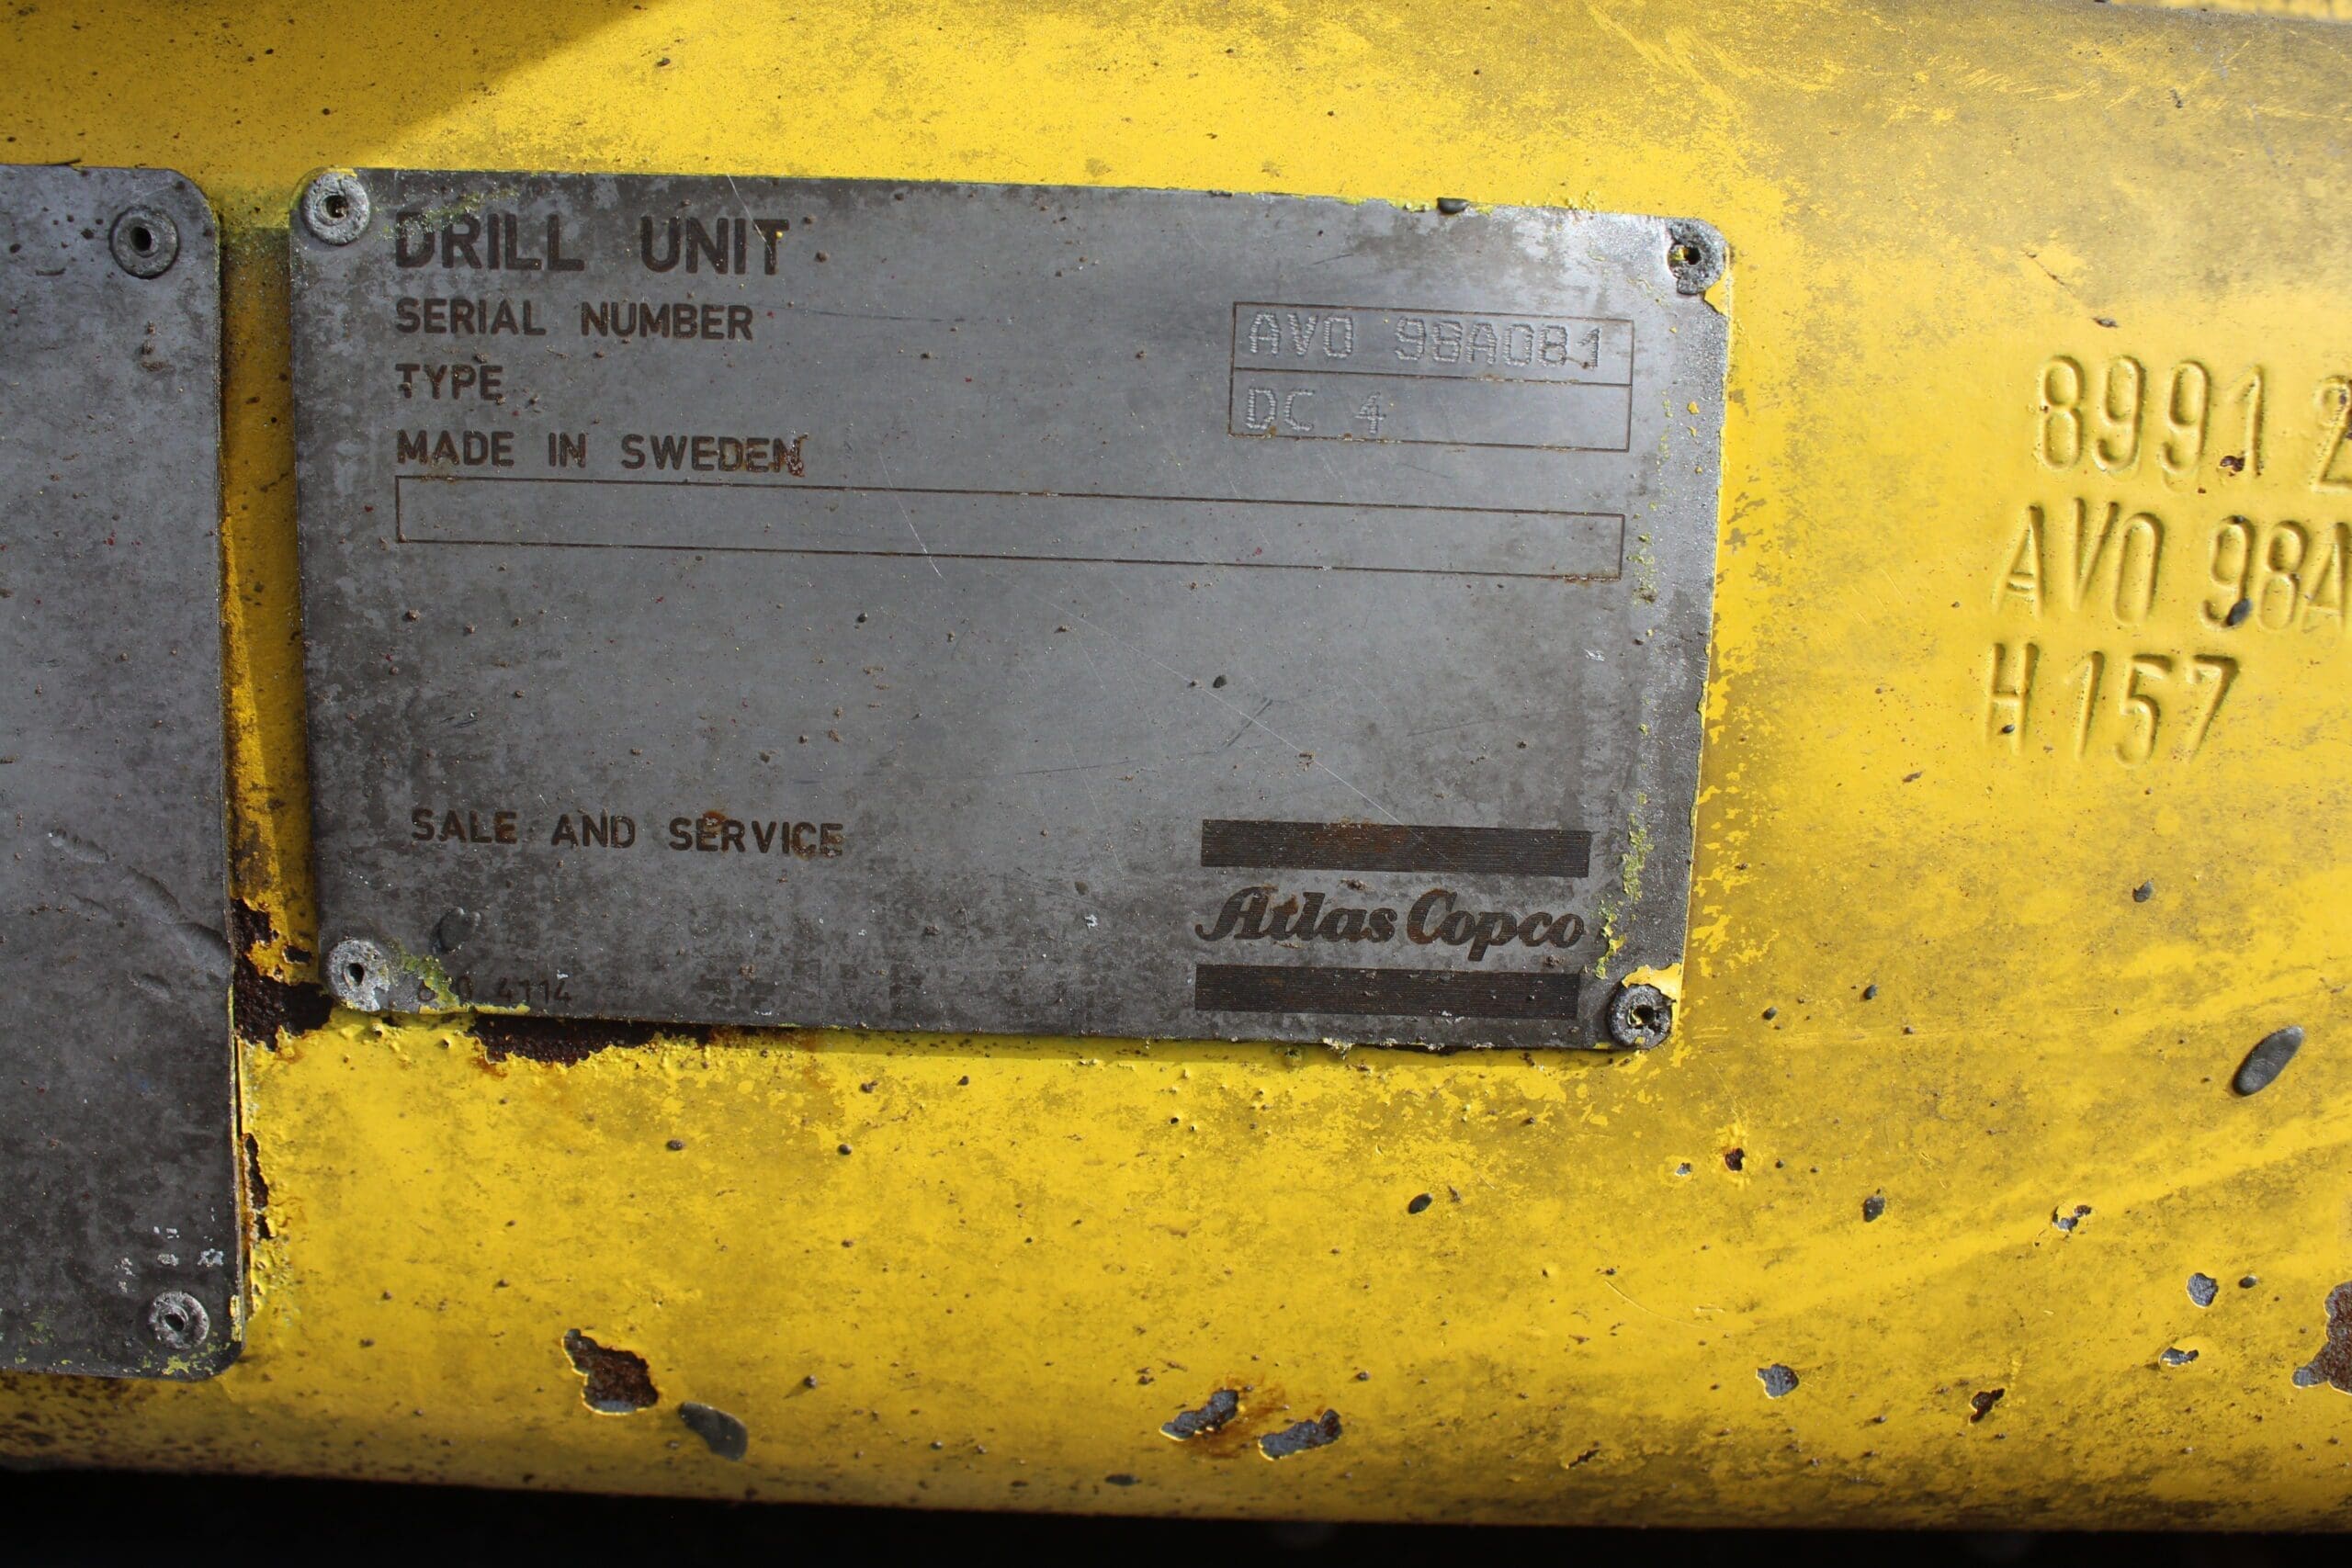 DRILL UNIT
SERIAL NUMBER AVO 98A081
TYPE DC 4
MADE IN SWEDEN
SALE AND SERVICE
Atlas Copco
4114
8991 2
AVO 98A
H 157